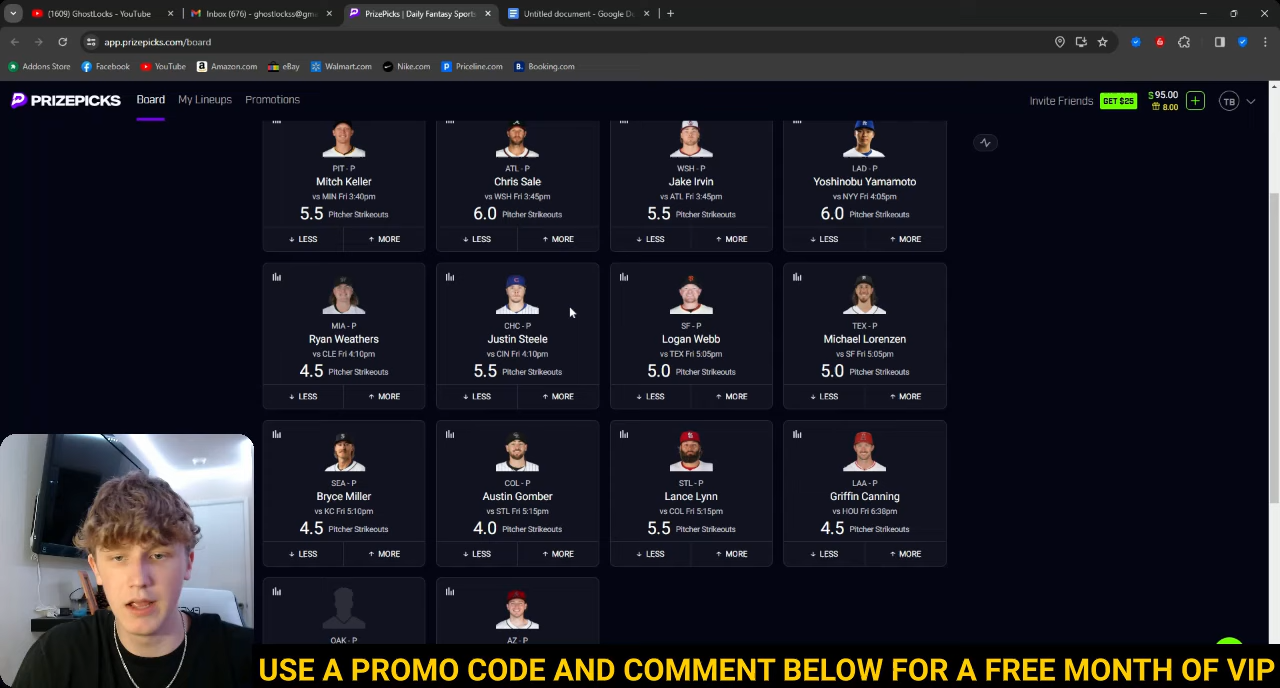 (1609) GhostLocks - YouTube
Inbox (676) - ghostlockss@gm
PrizePicks | Daily Fantasy Sports
Untitled document - Google D
app.prizepicks.com/board
Addons Store
Facebook
YouTube
Amazon.com
eBay
Walmart.com
Nike.com
Priceline.com
Booking.com
PRIZEPICKS
Board
My Lineups
Promotions
Invite Friends
GET $25
$ 95.00
8.00
TB
PIT - P
Mitch Keller
vs MIN Fri 3:40pm
5.5 Pitcher Strikeouts
LESS
MORE
ATL - P
Chris Sale
vs WSH Fri 3:45pm
6.0 Pitcher Strikeouts
LESS
MORE
WSH - P
Jake Irvin
vs ATL Fri 3:45pm
5.5 Pitcher Strikeouts
LESS
MORE
LAD - P
Yoshinobu Yamamoto
vs NYY Fri 4:05pm
6.0 Pitcher Strikeouts
LESS
MORE
MIA - P
Ryan Weathers
vs CLE Fri 4:10pm
4.5 Pitcher Strikeouts
LESS
MORE
CHC - P
Justin Steele
vs CIN Fri 4:10pm
5.5 Pitcher Strikeouts
LESS
MORE
SF - P
Logan Webb
vs TEX Fri 5:05pm
5.0 Pitcher Strikeouts
LESS
MORE
TEX - P
Michael Lorenzen
vs SF Fri 5:05pm
5.0 Pitcher Strikeouts
LESS
MORE
SEA - P
Bryce Miller
vs KC Fri 5:10pm
4.5 Pitcher Strikeouts
LESS
MORE
COL - P
Austin Gomber
vs STL Fri 5:15pm
4.0 Pitcher Strikeouts
LESS
MORE
STL - P
Lance Lynn
vs COL Fri 5:15pm
5.5 Pitcher Strikeouts
LESS
MORE
LAA - P
Griffin Canning
vs HOU Fri 6:38pm
4.5 Pitcher Strikeouts
LESS
MORE
OAK - P
AZ - P
USE A PROMO CODE AND COMMENT BELOW FOR A FREE MONTH OF VIP